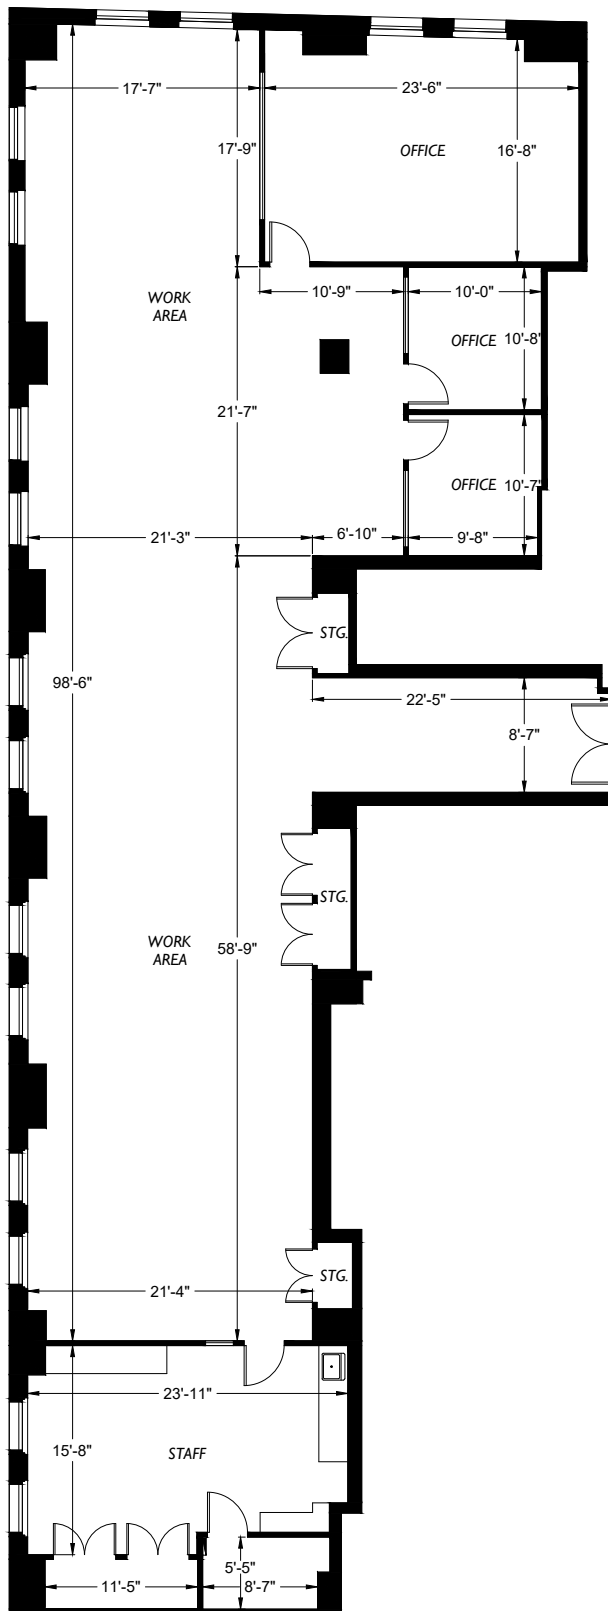 17'-7"
23'-6"
17'-9"
OFFICE
16'-8"
10'-9"
10'-0"
WORK
AREA
OFFICE
10'-8"
21'-7"
OFFICE
10'-7"
21'-3"
6'-10"
9'-8"
STG.
98'-6"
22'-5"
8'-7"
STG.
WORK
AREA
58'-9"
STG.
21'-4"
23'-11"
15'-8"
STAFF
5'-5"
11'-5"
8'-7"